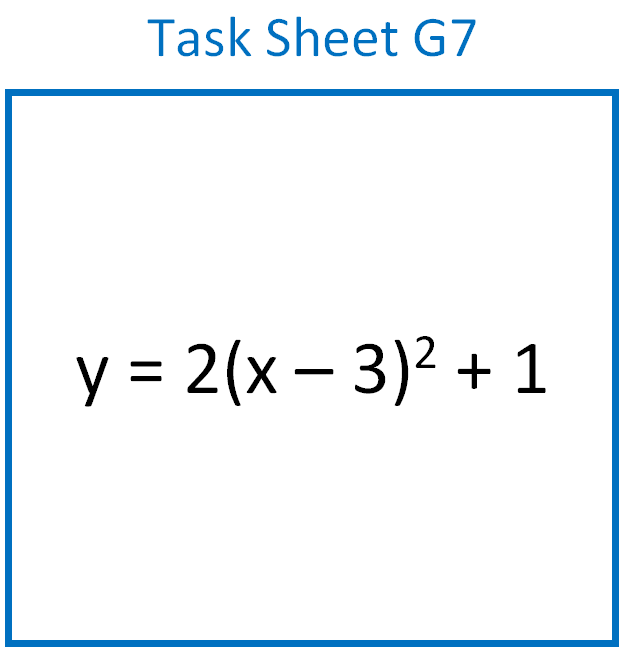 Task Sheet G7
y = 2(x – 3)² + 1